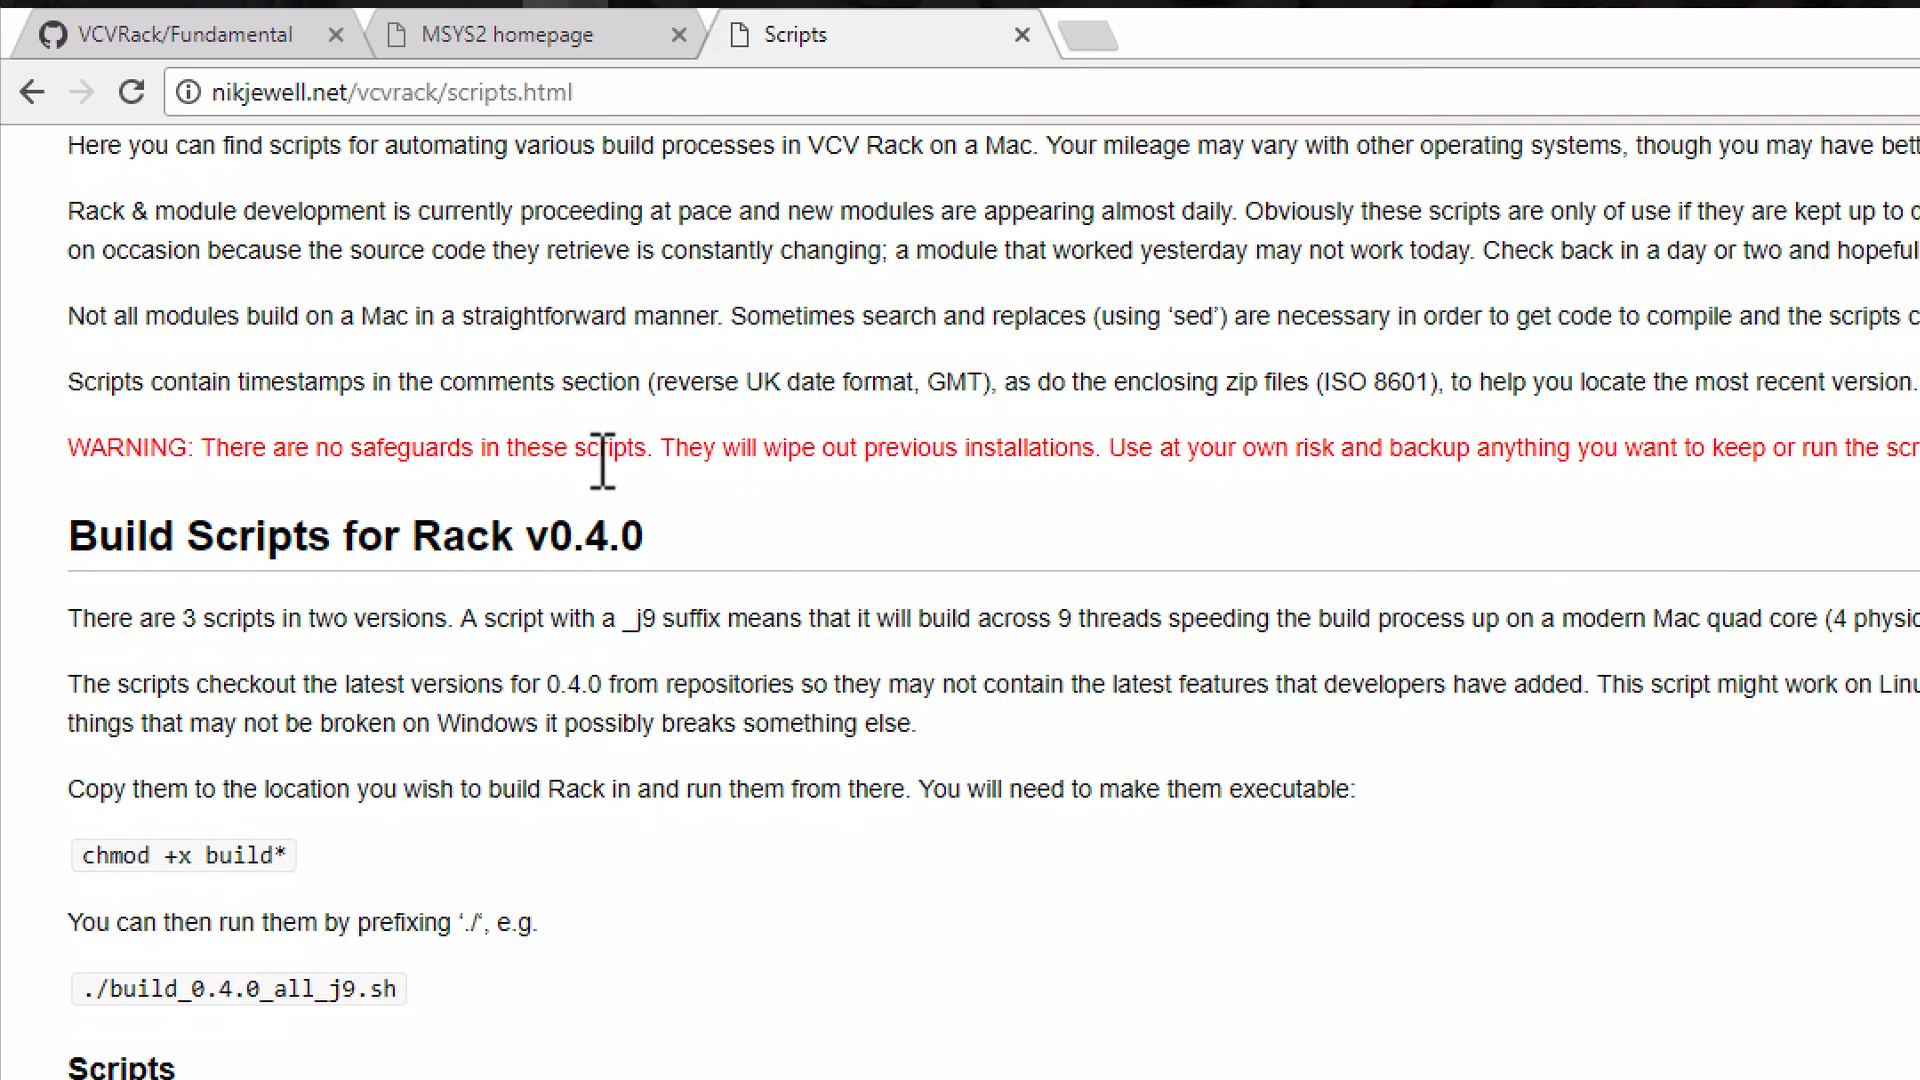 VCVRack/Fundamental
MSYS2 homepage
Scripts
nikjewell.net/vcvrack/scripts.html
Here you can find scripts for automating various build processes in VCV Rack on a Mac. Your mileage may vary with other operating systems, though you may have
Rack & module development is currently proceeding at pace and new modules are appearing almost daily. Obviously these scripts are only of use if they are kept up to
on occasion because the source code they retrieve is constantly changing; a module that worked yesterday may not work today. Check back in a day or two and
Not all modules build on a Mac in a straightforward manner. Sometimes search and replaces (using ‘sed’) are necessary in order to get code to compile and the scripts
Scripts contain timestamps in the comments section (reverse UK date format, GMT), as do the enclosing zip files (ISO 8601), to help you locate the most recent version.
WARNING: There are no safeguards in these scripts. They will wipe out previous installations. Use at your own risk and backup anything you want to keep or run the
Build Scripts for Rack v0.4.0
There are 3 scripts in two versions. A script with a _j9 suffix means that it will build across 9 threads speeding the build process up on a modern Mac quad core (4
The scripts checkout the latest versions for 0.4.0 from repositories so they may not contain the latest features that developers have added. This script might work on
things that may not be broken on Windows it possibly breaks something else.
Copy them to the location you wish to build Rack in and run them from there. You will need to make them executable:
chmod +x build*
You can then run them by prefixing ‘./‘, e.g.
./build_0.4.0_all_j9.sh
Scripts